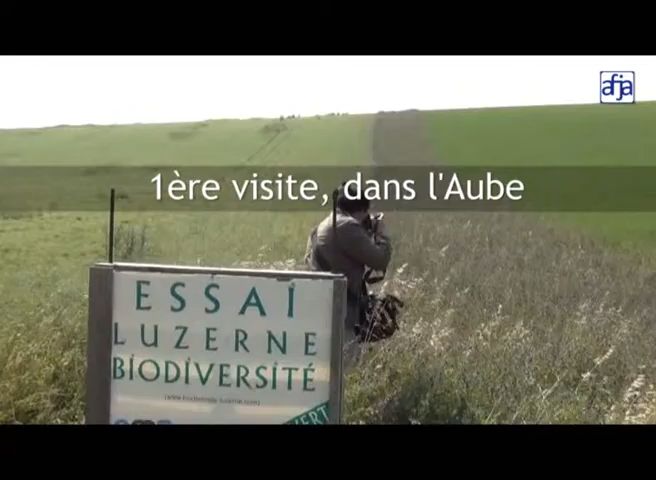 afja
1ère visite, dans l'Aube
ESSAI
LUZERNE
BIODIVERSITÉ